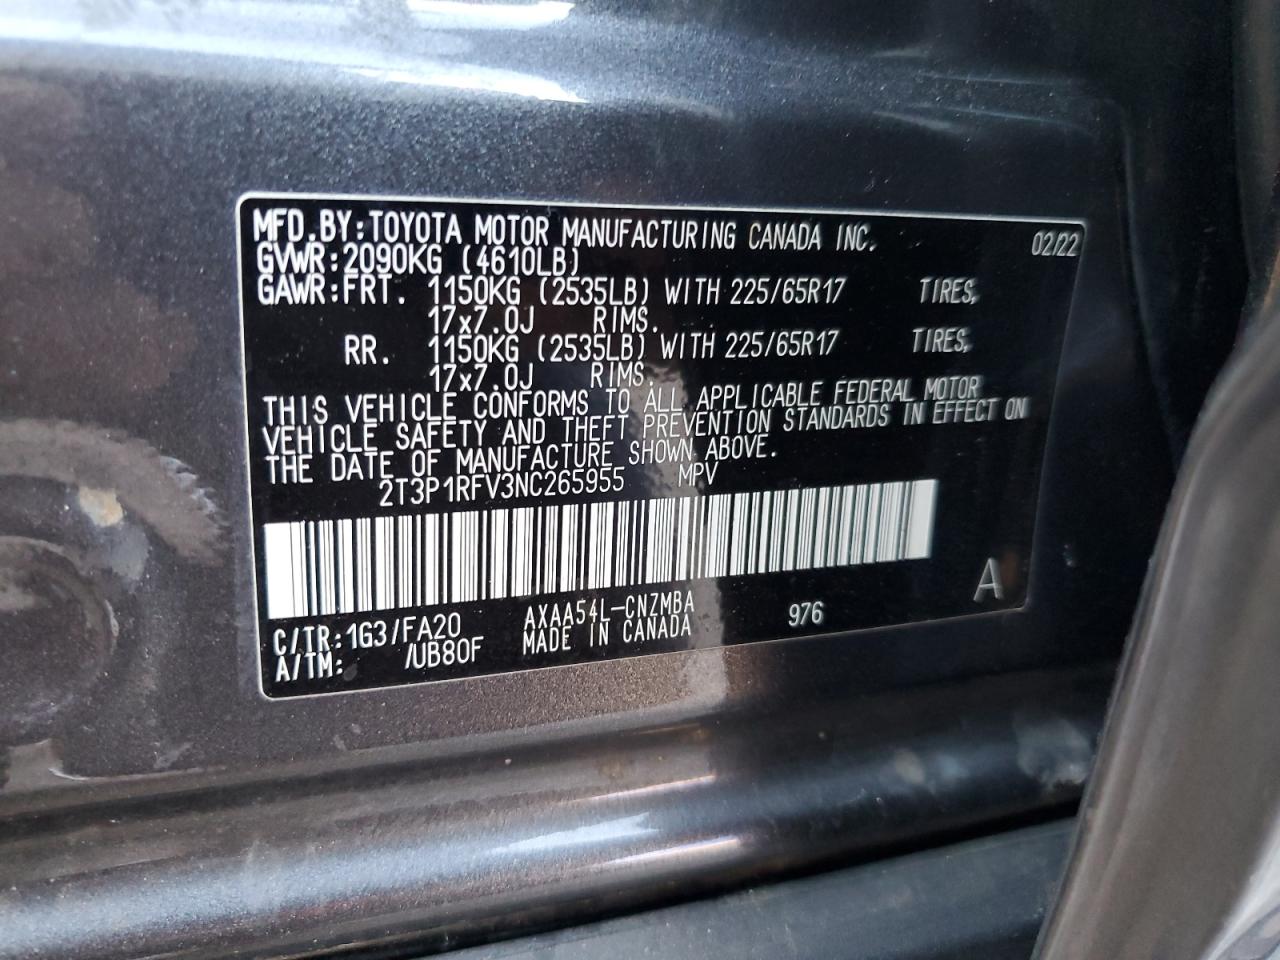 MFD.BY:TOYOTA MOTOR MANUFACTURING CANADA INC. 02/22
GVWR:2090KG (4610LB)
GAWR:FRT. 1150KG (2535LB) WITH 225/65R17 TIRES,
17x7.0J RIMS.
RR. 1150KG (2535LB) WITH 225/65R17 TIRES,
17x7.0J RIMS.
THIS VEHICLE CONFORMS TO ALL APPLICABLE FEDERAL MOTOR
VEHICLE SAFETY AND THEFT PREVENTION STANDARDS IN EFFECT ON
THE DATE OF MANUFACTURE SHOWN ABOVE.
2T3P1RFV3NC265955 MPV
A
C/TR:1G3/FA20 AXAA54L-CNZMBA 976
A/TM: /UB80F MADE IN CANADA